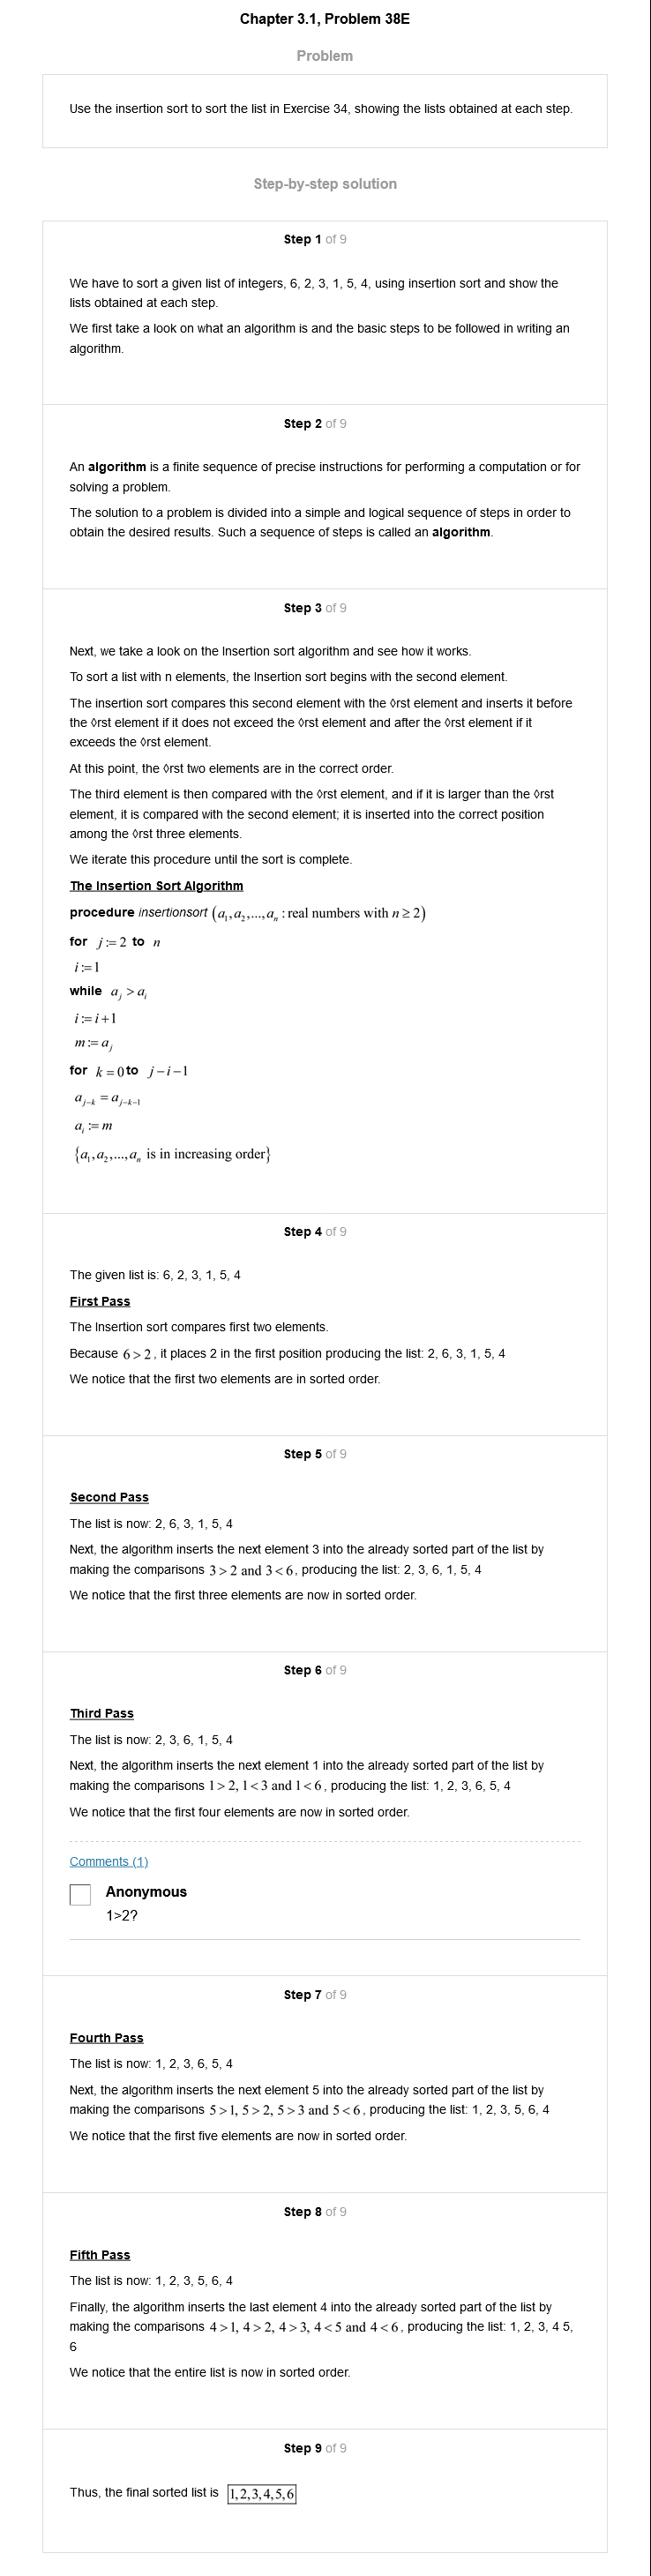 Chapter 3.1, Problem 38E
Problem
Use the insertion sort to sort the list in Exercise 34, showing the lists obtained at each step.
Step-by-step solution
Step 1 of 9
We have to sort a given list of integers, 6, 2, 3, 1, 5, 4, using insertion sort and show the
lists obtained at each step.
We first take a look on what an algorithm is and the basic steps to be followed in writing an
algorithm.
Step 2 of 9
An algorithm is a finite sequence of precise instructions for performing a computation or for
solving a problem.
The solution to a problem is divided into a simple and logical sequence of steps in order to
obtain the desired results. Such a sequence of steps is called an algorithm.
Step 3 of 9
Next, we take a look on the Insertion sort algorithm and see how it works.
To sort a list with n elements, the Insertion sort begins with the second element.
The insertion sort compares this second element with the ◊rst element and inserts it before
the ◊rst element if it does not exceed the ◊rst element and after the ◊rst element if it
exceeds the ◊rst element.
At this point, the ◊rst two elements are in the correct order.
The third element is then compared with the ◊rst element, and if it is larger than the ◊rst
element, it is compared with the second element; it is inserted into the correct position
among the ◊rst three elements.
We iterate this procedure until the sort is complete.
The Insertion Sort Algorithm
procedure insertionsort (a₁, a₂,..., aₙ : real numbers with n ≥ 2)
for j := 2 to n
i := 1
while aⱼ > aᵢ
i := i + 1
m := aⱼ
for k = 0 to j − i − 1
a_{j−k} = a_{j−k−1}
aᵢ := m
{a₁, a₂,..., aₙ is in increasing order}
Step 4 of 9
The given list is: 6, 2, 3, 1, 5, 4
First Pass
The Insertion sort compares first two elements.
Because 6 > 2, it places 2 in the first position producing the list: 2, 6, 3, 1, 5, 4
We notice that the first two elements are in sorted order.
Step 5 of 9
Second Pass
The list is now: 2, 6, 3, 1, 5, 4
Next, the algorithm inserts the next element 3 into the already sorted part of the list by
making the comparisons 3 > 2 and 3 < 6, producing the list: 2, 3, 6, 1, 5, 4
We notice that the first three elements are now in sorted order.
Step 6 of 9
Third Pass
The list is now: 2, 3, 6, 1, 5, 4
Next, the algorithm inserts the next element 1 into the already sorted part of the list by
making the comparisons 1 > 2, 1 < 3 and 1 < 6, producing the list: 1, 2, 3, 6, 5, 4
We notice that the first four elements are now in sorted order.
Comments (1)
Anonymous
1>2?
Step 7 of 9
Fourth Pass
The list is now: 1, 2, 3, 6, 5, 4
Next, the algorithm inserts the next element 5 into the already sorted part of the list by
making the comparisons 5 > 1, 5 > 2, 5 > 3 and 5 < 6, producing the list: 1, 2, 3, 5, 6, 4
We notice that the first five elements are now in sorted order.
Step 8 of 9
Fifth Pass
The list is now: 1, 2, 3, 5, 6, 4
Finally, the algorithm inserts the last element 4 into the already sorted part of the list by
making the comparisons 4 > 1, 4 > 2, 4 > 3, 4 < 5 and 4 < 6, producing the list: 1, 2, 3, 4 5,
6
We notice that the entire list is now in sorted order.
Step 9 of 9
Thus, the final sorted list is 1,2,3,4,5,6